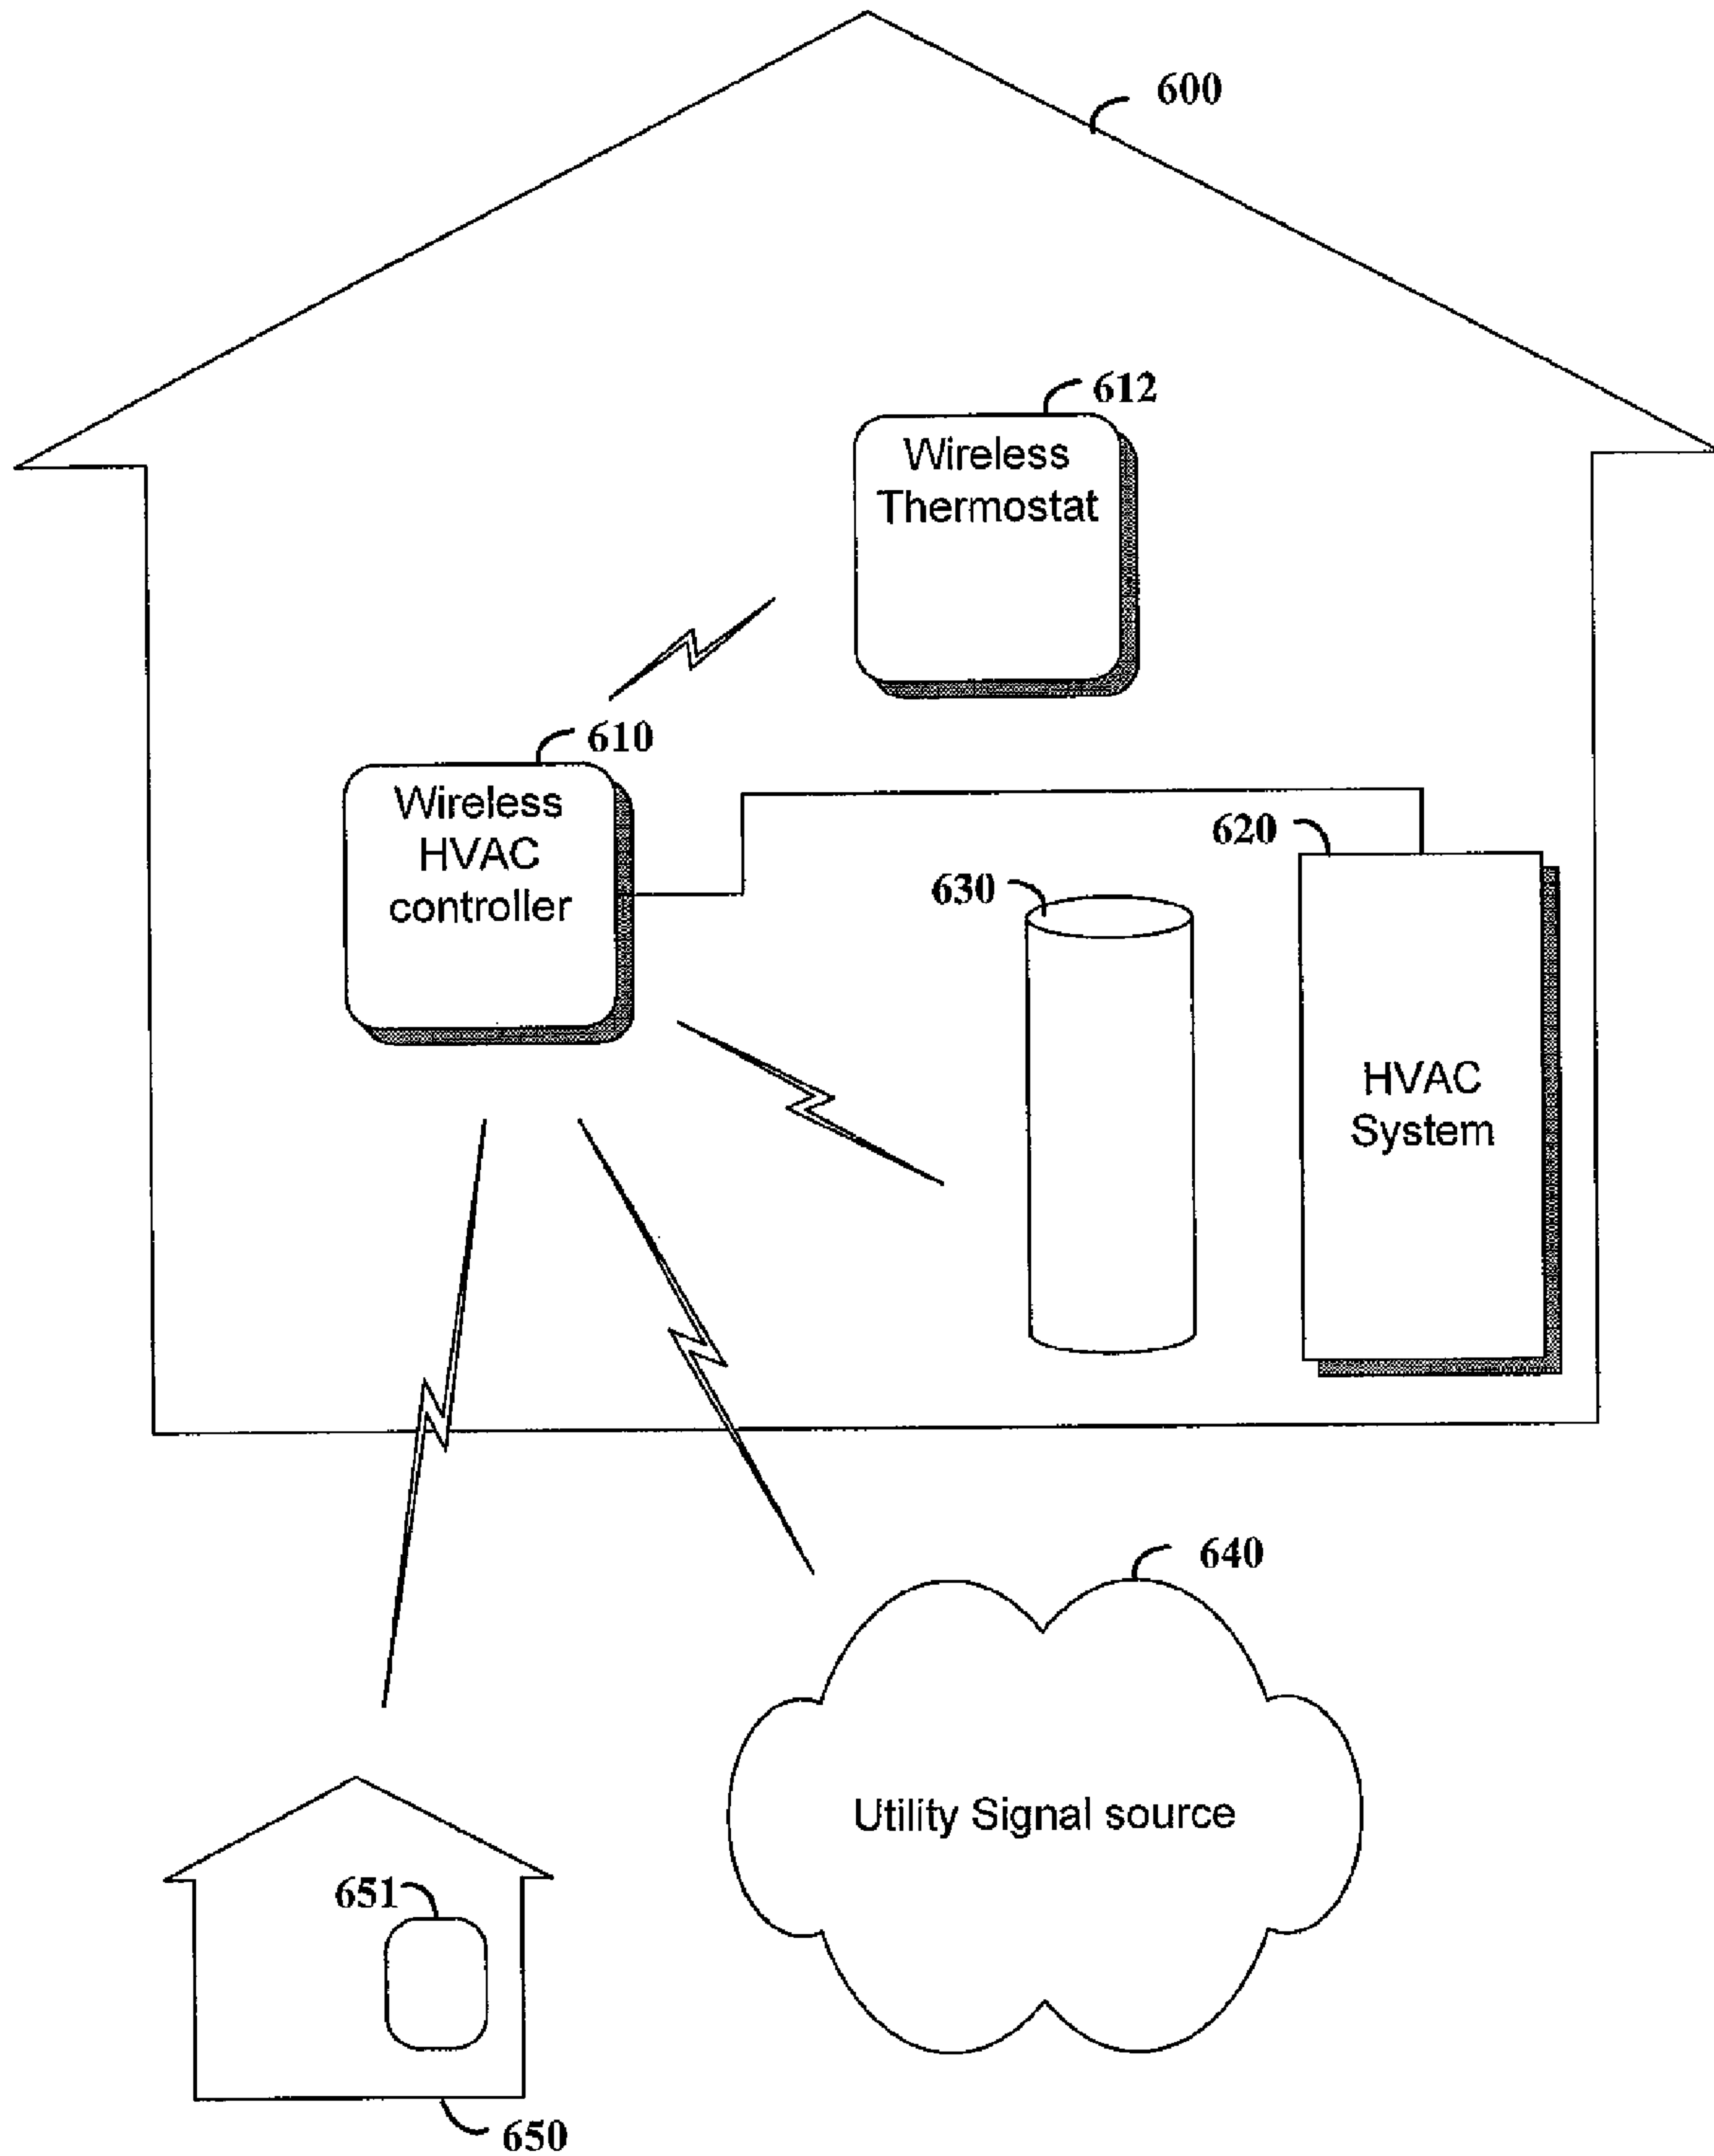 600
612
Wireless
Thermostat
610
Wireless
HVAC
controller
620
630
HVAC
System
640
Utility Signal source
651
650